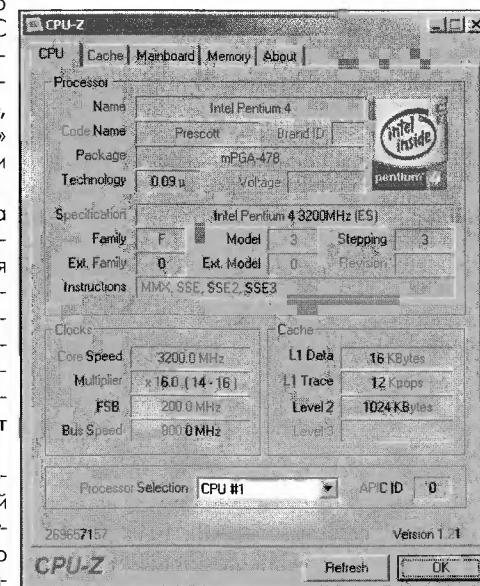 CPU-Z
CPU Cache Mainboard Memory About
Processor
Name Intel Pentium 4
Code Name Prescott Brand ID
Package mPGA-478
Technology 0.09 µ Voltage
intel inside
pentium 4
Specification Intel Pentium 4 3200MHz (ES)
Family F Model 3 Stepping 3
Ext. Family 0 Ext. Model 0 Revision
Instructions MMX, SSE, SSE2, SSE3
Clocks
Core Speed 3200.0 MHz
Multiplier x 16.0 (14 - 16)
FSB 200.0 MHz
Bus Speed 800.0 MHz
Cache
L1 Data 16 KBytes
L1 Trace 12 Kµops
Level 2 1024 KBytes
Level 3
Processor Selection CPU #1 APIC ID 0
269657157 Version 1.21
CPU-Z Refresh OK